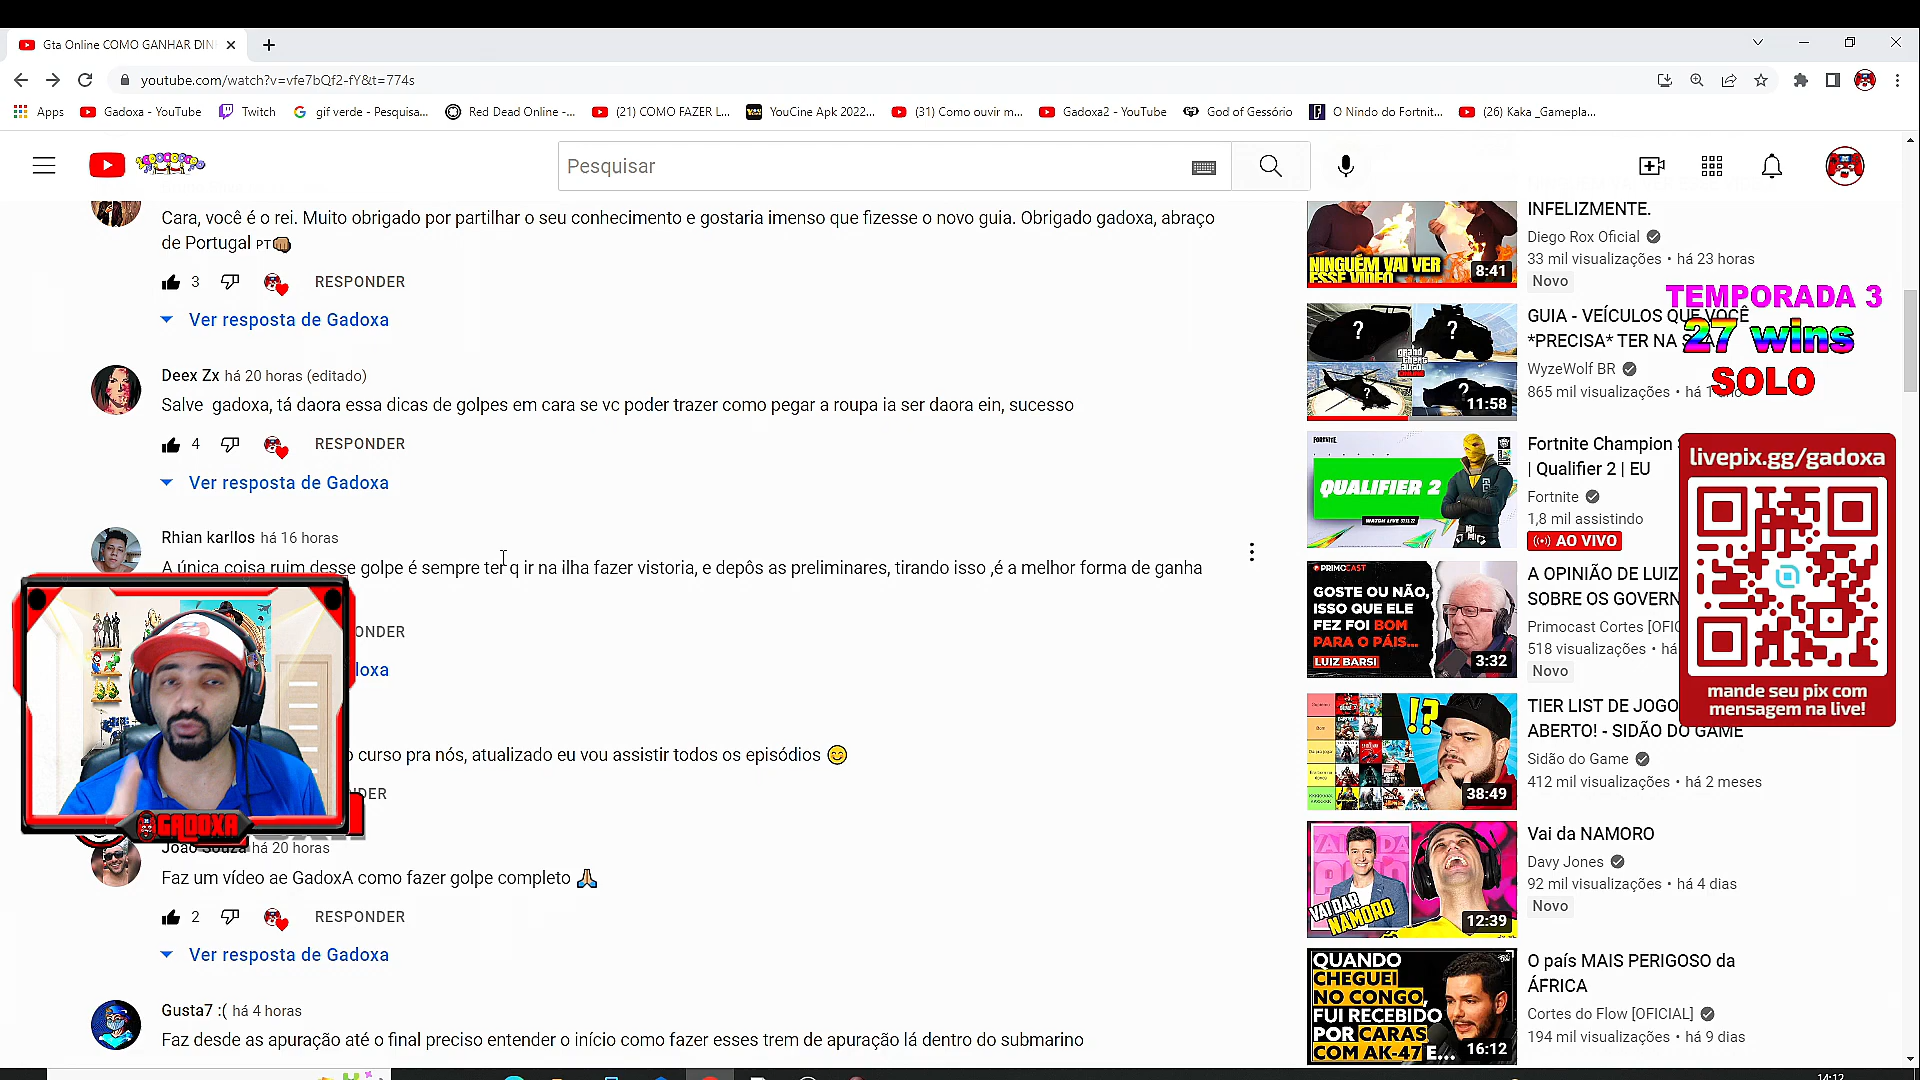 Gta Online COMO GANHAR DIN
youtube.com/watch?v=vfe7bQf2-fY&t=774s
Apps Gadoxa - YouTube Twitch gif verde - Pesquisa... Red Dead Online -... (21) COMO FAZER L... YouCine Apk 2022... (31) Como ouvir m... Gadoxa2 - YouTube God of Gessório O Nindo do Fortnit... (26) Kaka _Gamepla...
Pesquisar
Cara, você é o rei. Muito obrigado por partilhar o seu conhecimento e gostaria imenso que fizesse o novo guia. Obrigado gadoxa, abraço
de Portugal PT👊🏽
3 RESPONDER
Ver resposta de Gadoxa
Deex Zx há 20 horas (editado)
Salve gadoxa, tá daora essa dicas de golpes em cara se vc poder trazer como pegar a roupa ia ser daora ein, sucesso
4 RESPONDER
Ver resposta de Gadoxa
Rhian karllos há 16 horas
A única coisa ruim desse golpe é sempre ter q ir na ilha fazer vistoria, e depôs as preliminares, tirando isso ,é a melhor forma de ganha
ONDER
doxa
o curso pra nós, atualizado eu vou assistir todos os episódios 😊
NDER
GADOXA
João Souza há 20 horas
Faz um vídeo ae GadoxA como fazer golpe completo 🙏🏼
2 RESPONDER
Ver resposta de Gadoxa
Gusta7 :( há 4 horas
Faz desde as apuração até o final preciso entender o início como fazer esses trem de apuração lá dentro do submarino
NINGUÉM VAI VER
ESSE VIDEO
8:41
INFELIZMENTE.
Diego Rox Oficial
33 mil visualizações • há 23 horas
Novo
TEMPORADA 3
27 wins
SOLO
? ? ?
grand
theft
auto
ONLINE
11:58
GUIA - VEÍCULOS QUE VOCÊ
*PRECISA* TER NA
WyzeWolf BR
865 mil visualizações • há 1 ano
FORTNITE
QUALIFIER 2
Fortnite Champion
| Qualifier 2 | EU
Fortnite
1,8 mil assistindo
AO VIVO
livepix.gg/gadoxa
mande seu pix com
mensagem na live!
PRIMOCAST
GOSTE OU NÃO,
ISSO QUE ELE
FEZ FOI BOM
PARA O PAÍS...
LUIZ BARSI
3:32
A OPINIÃO DE LUIZ
SOBRE OS GOVERN
Primocast Cortes [OFIC
518 visualizações • há
Novo
!?
38:49
TIER LIST DE JOGO
ABERTO! - SIDÃO DO GAME
Sidão do Game
412 mil visualizações • há 2 meses
VAI DAR
NAMORO
12:39
Vai da NAMORO
Davy Jones
92 mil visualizações • há 4 dias
Novo
QUANDO
CHEGUEI
NO CONGO,
FUI RECEBIDO
POR CARAS
COM AK-47 E...
16:12
O país MAIS PERIGOSO da
ÁFRICA
Cortes do Flow [OFICIAL]
194 mil visualizações • há 9 dias
14:12